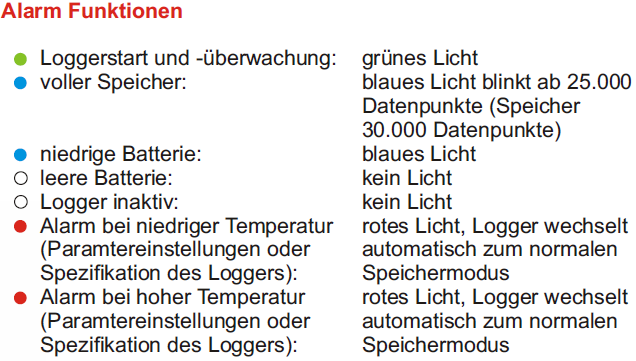 Alarm Funktionen
Loggerstart und -überwachung: grünes Licht
voller Speicher: blaues Licht blinkt ab 25.000
Datenpunkte (Speicher
30.000 Datenpunkte)
niedrige Batterie: blaues Licht
leere Batterie: kein Licht
Logger inaktiv: kein Licht
Alarm bei niedriger Temperatur rotes Licht, Logger wechselt
(Paramtereinstellungen oder automatisch zum normalen
Spezifikation des Loggers): Speichermodus
Alarm bei hoher Temperatur rotes Licht, Logger wechselt
(Paramtereinstellungen oder automatisch zum normalen
Spezifikation des Loggers): Speichermodus